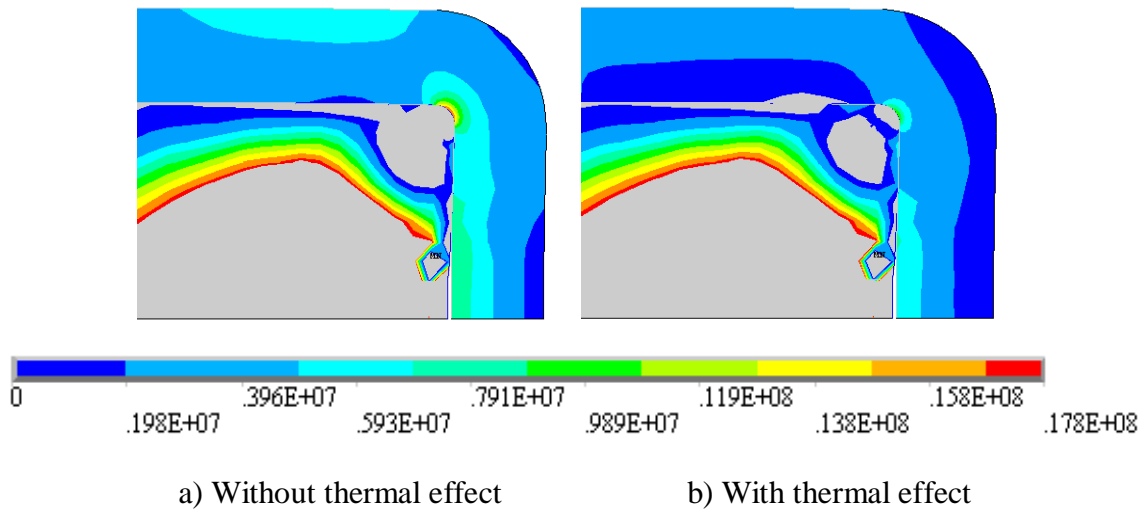 0 .396E+07 .791E+07 .119E+08 .158E+08
.198E+07 .593E+07 .989E+07 .138E+08 .178E+08
a) Without thermal effect b) With thermal effect